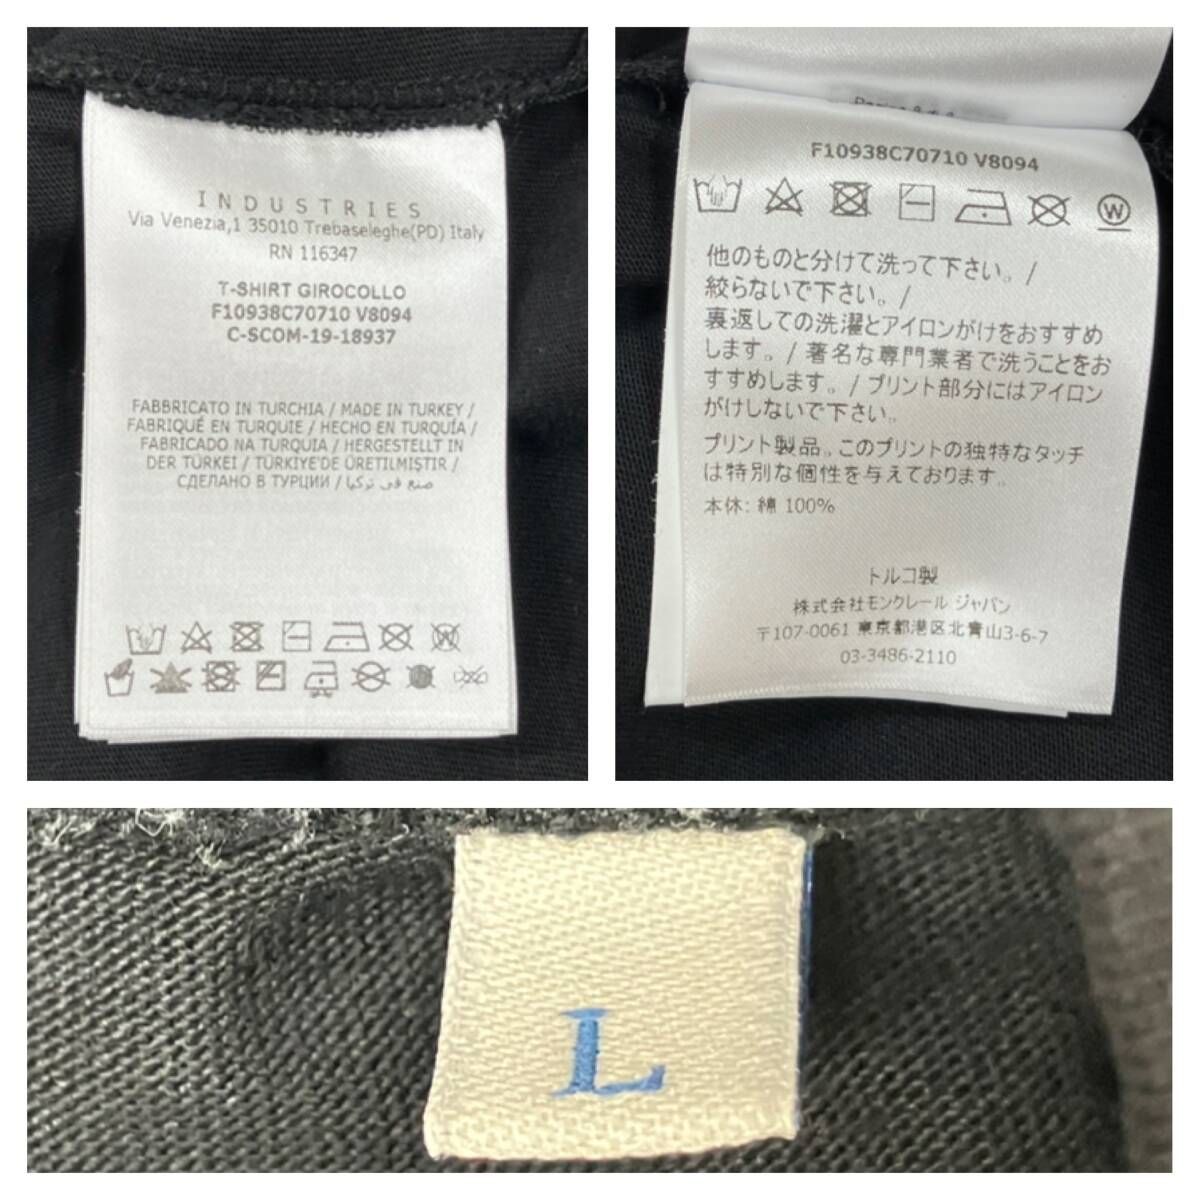 C-SCOM-19-18937
INDUSTRIES
Via Venezia,1 35010 Trebaseleghe(PD) Italy
RN 116347
T-SHIRT GIROCOLLO
F10938C70710 V8094
C-SCOM-19-18937
FABBRICATO IN TURCHIA / MADE IN TURKEY /
FABRIQUÉ EN TURQUIE / HECHO EN TURQUÍA /
FABRICADO NA TURQUIA / HERGESTELLT IN
DER TÜRKEI / TÜRKİYE'DE ÜRETİLMİŞTİR /
СДЕЛАНО В ТУРЦИИ / صنع في تركيا
W
F10938C70710 V8094
W
他のものと分けて洗って下さい。/
絞らないで下さい。/
裏返しての洗濯とアイロンがけをおすすめ
します。/ 著名な専門業者で洗うことをお
すすめします。/ プリント部分にはアイロン
がけしないで下さい。
プリント製品。このプリントの独特なタッチ
は特別な個性を与えております。
本体: 綿 100%
トルコ製
株式会社モンクレール ジャパン
〒107-0061 東京都港区北青山3-6-7
03-3486-2110
L